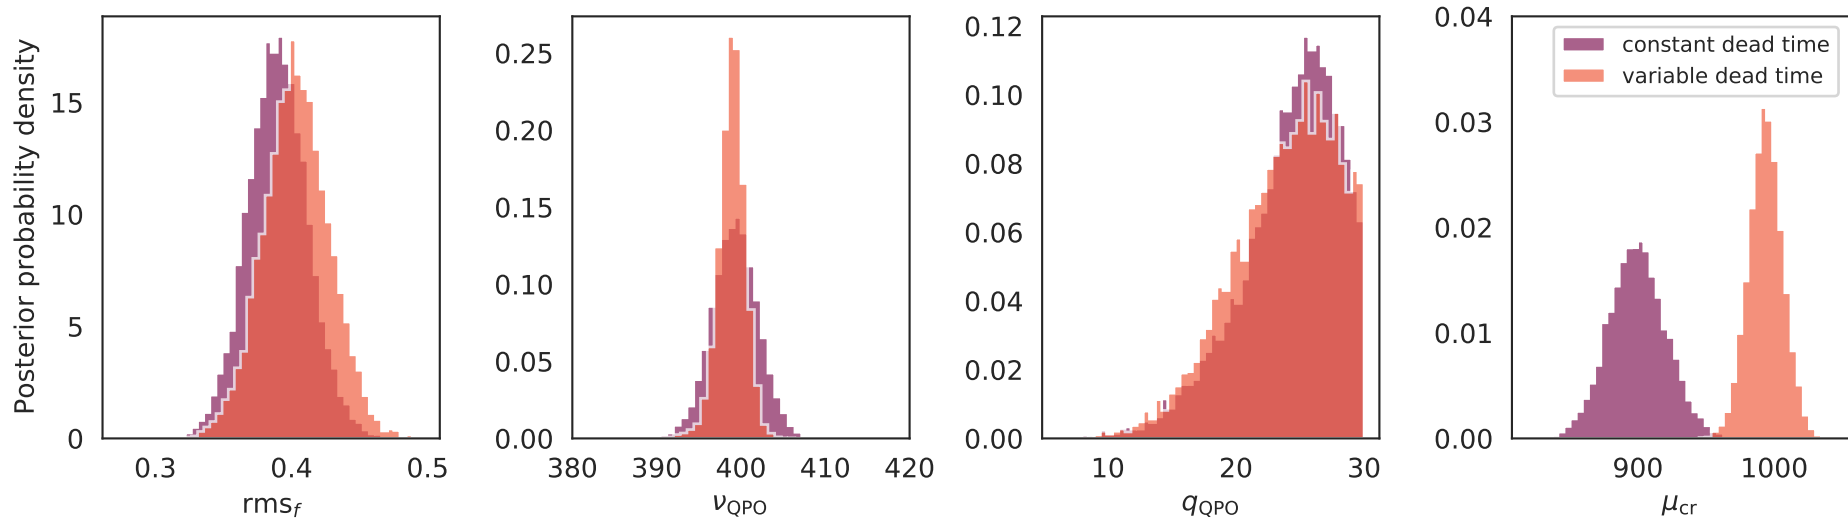 Posterior probability density
15
10
5
0
0.3 0.4 0.5
rms_f
0.25
0.20
0.15
0.10
0.05
0.00
380 390 400 410 420
ν_QPO
0.12
0.10
0.08
0.06
0.04
0.02
0.00
10 20 30
q_QPO
0.04
0.03
0.02
0.01
0.00
900 1000
μ_cr
constant dead time
variable dead time